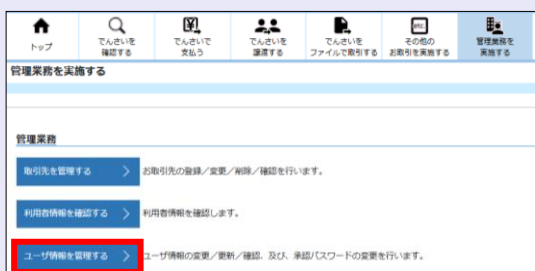 トップ
でんさいを
確認する
でんさいで
支払う
でんさいを
譲渡する
でんさいを
ファイルで取引する
その他の
お取引を実施する
管理業務を
実施する
管理業務を実施する
管理業務
取引先を管理する
お取引先の登録／変更／削除／確認を行います。
利用者情報を確認する
利用者情報を確認します。
ユーザ情報を管理する
ユーザ情報の変更／更新／確認、及び、承認パスワードの変更を行います。